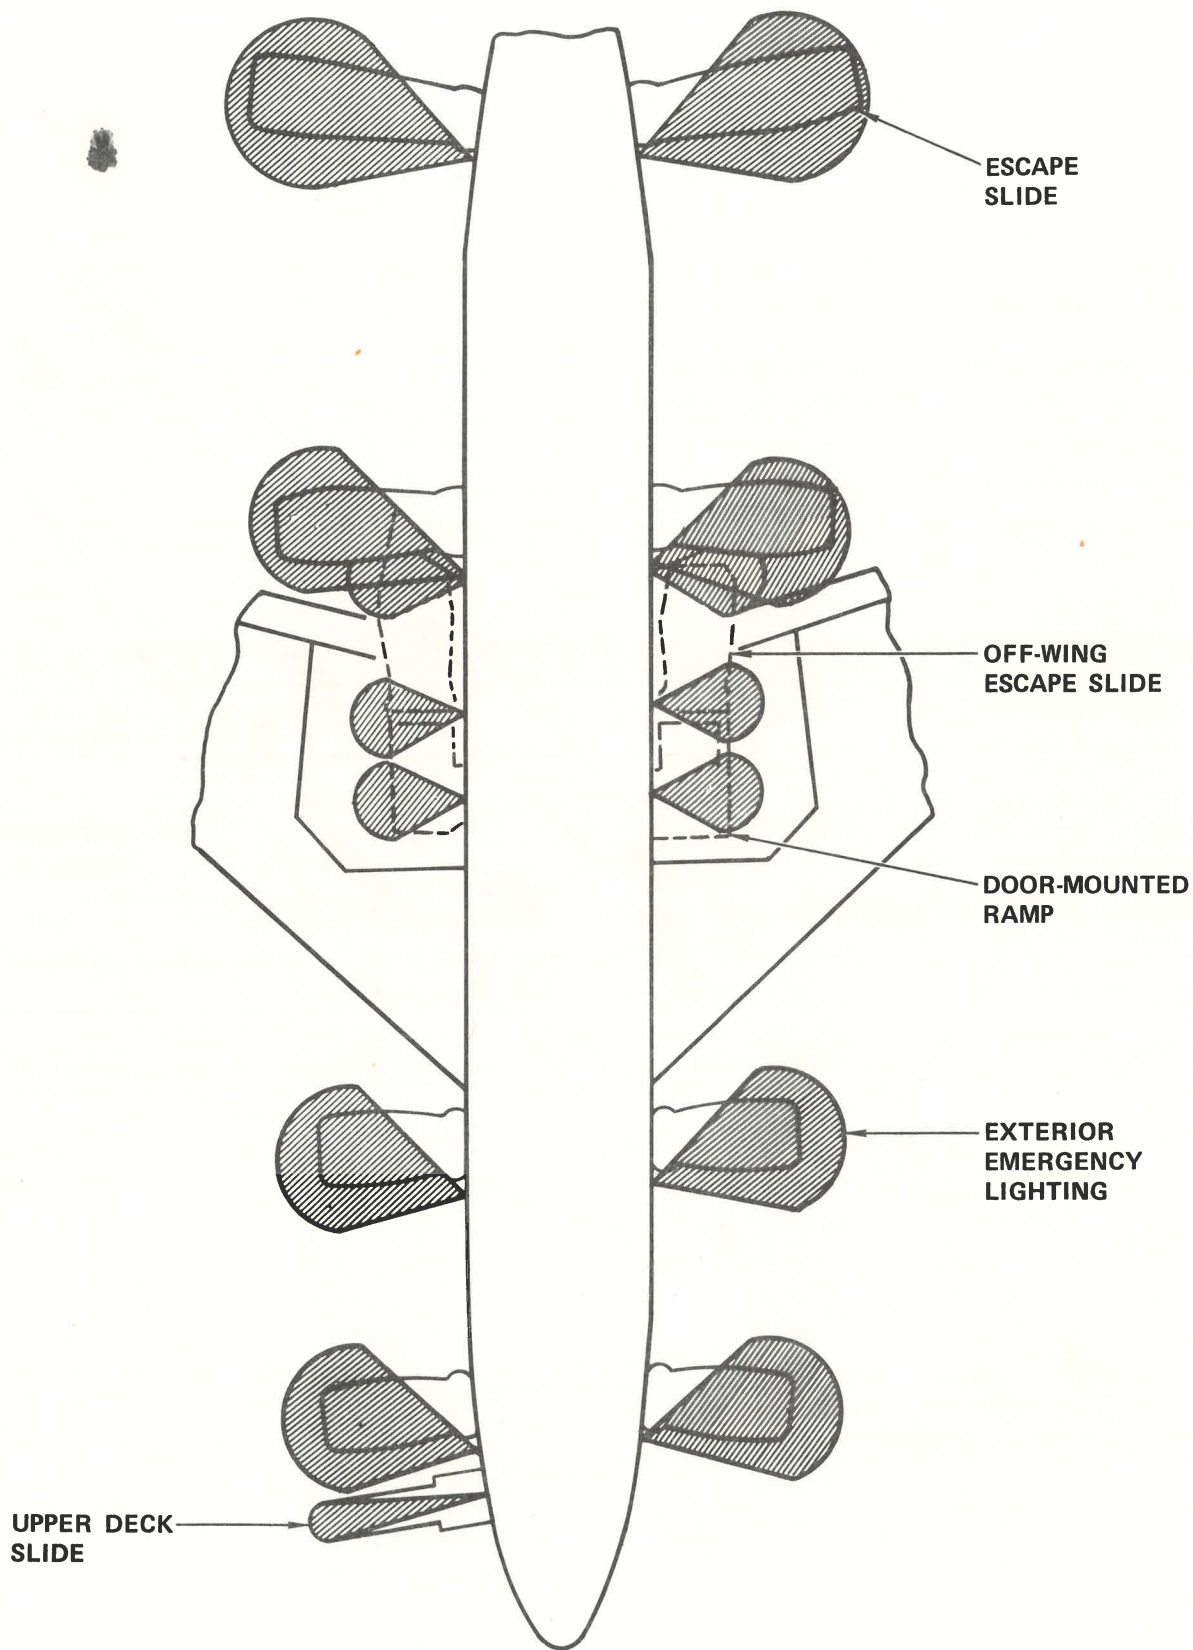 ESCAPE
SLIDE
OFF-WING
ESCAPE SLIDE
DOOR-MOUNTED
RAMP
EXTERIOR
EMERGENCY
LIGHTING
UPPER DECK
SLIDE